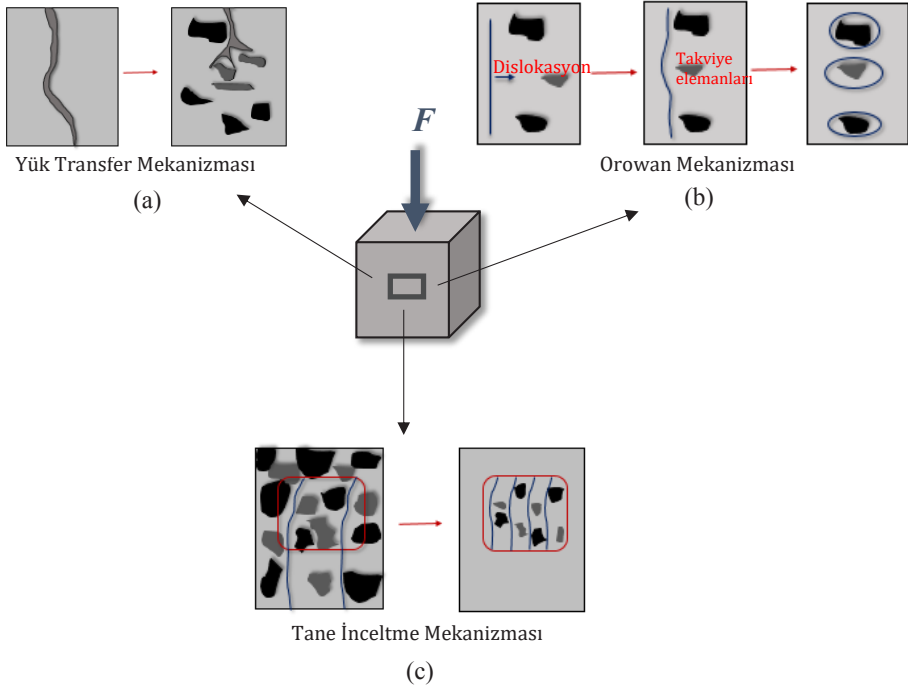 Dislokasyon
Takviye
elemanları
F
Yük Transfer Mekanizması
(a)
Orowan Mekanizması
(b)
Tane İnceltme Mekanizması
(c)